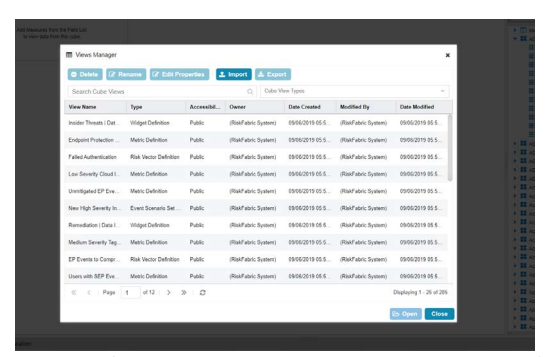 Add Measures from the Field List
to view data from this cube.
Views Manager
Delete Rename Edit Properties Import Export
Search Cube Views Cube View Types
View Name Type Accessibili... Owner Date Created Modified By Date Modified
Insider Threats | Dat... Widget Definition Public (RiskFabric System) 09/06/2019 05:5... (RiskFabric System) 09/06/2019 05:5...
Endpoint Protection ... Metric Definition Public (RiskFabric System) 09/06/2019 05:5... (RiskFabric System) 09/06/2019 05:5...
Failed Authentication Risk Vector Definition Public (RiskFabric System) 09/06/2019 05:5... (RiskFabric System) 09/06/2019 05:5...
Low Severity Cloud I... Metric Definition Public (RiskFabric System) 09/06/2019 05:5... (RiskFabric System) 09/06/2019 05:5...
Unmitigated EP Eve... Metric Definition Public (RiskFabric System) 09/06/2019 05:5... (RiskFabric System) 09/06/2019 05:5...
New High Severity In... Event Scenario Set ... Public (RiskFabric System) 09/06/2019 05:5... (RiskFabric System) 09/06/2019 05:5...
Remediation | Data I... Widget Definition Public (RiskFabric System) 09/06/2019 05:5... (RiskFabric System) 09/06/2019 05:5...
Medium Severity Tag... Metric Definition Public (RiskFabric System) 09/06/2019 05:5... (RiskFabric System) 09/06/2019 05:5...
EP Events to Compr... Risk Vector Definition Public (RiskFabric System) 09/06/2019 05:5... (RiskFabric System) 09/06/2019 05:5...
Users with SEP Eve... Metric Definition Public (RiskFabric System) 09/06/2019 05:5... (RiskFabric System) 09/06/2019 05:5...
Page 1 of 12 Displaying 1 - 25 of 286
Open Close